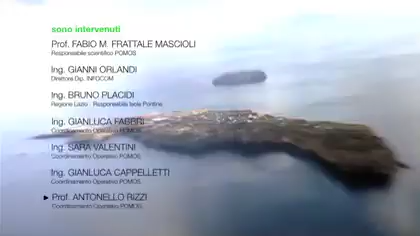 sono intervenuti
Prof. FABIO M. FRATTALE MASCIOLI
Responsabile scientifico POMOS
Ing. GIANNI ORLANDI
Direttore Dip. INFOCOM
Ing. BRUNO PLACIDI
Regione Lazio - Responsabile Isole Pontine
Ing. GIANLUCA FABBRI
Coordinamento Operativo POMOS
Ing. SARA VALENTINI
Coordinamento Operativo POMOS
Ing. GIANLUCA CAPPELLETTI
Coordinamento Operativo POMOS
Prof. ANTONELLO RIZZI
Coordinamento Operativo POMOS